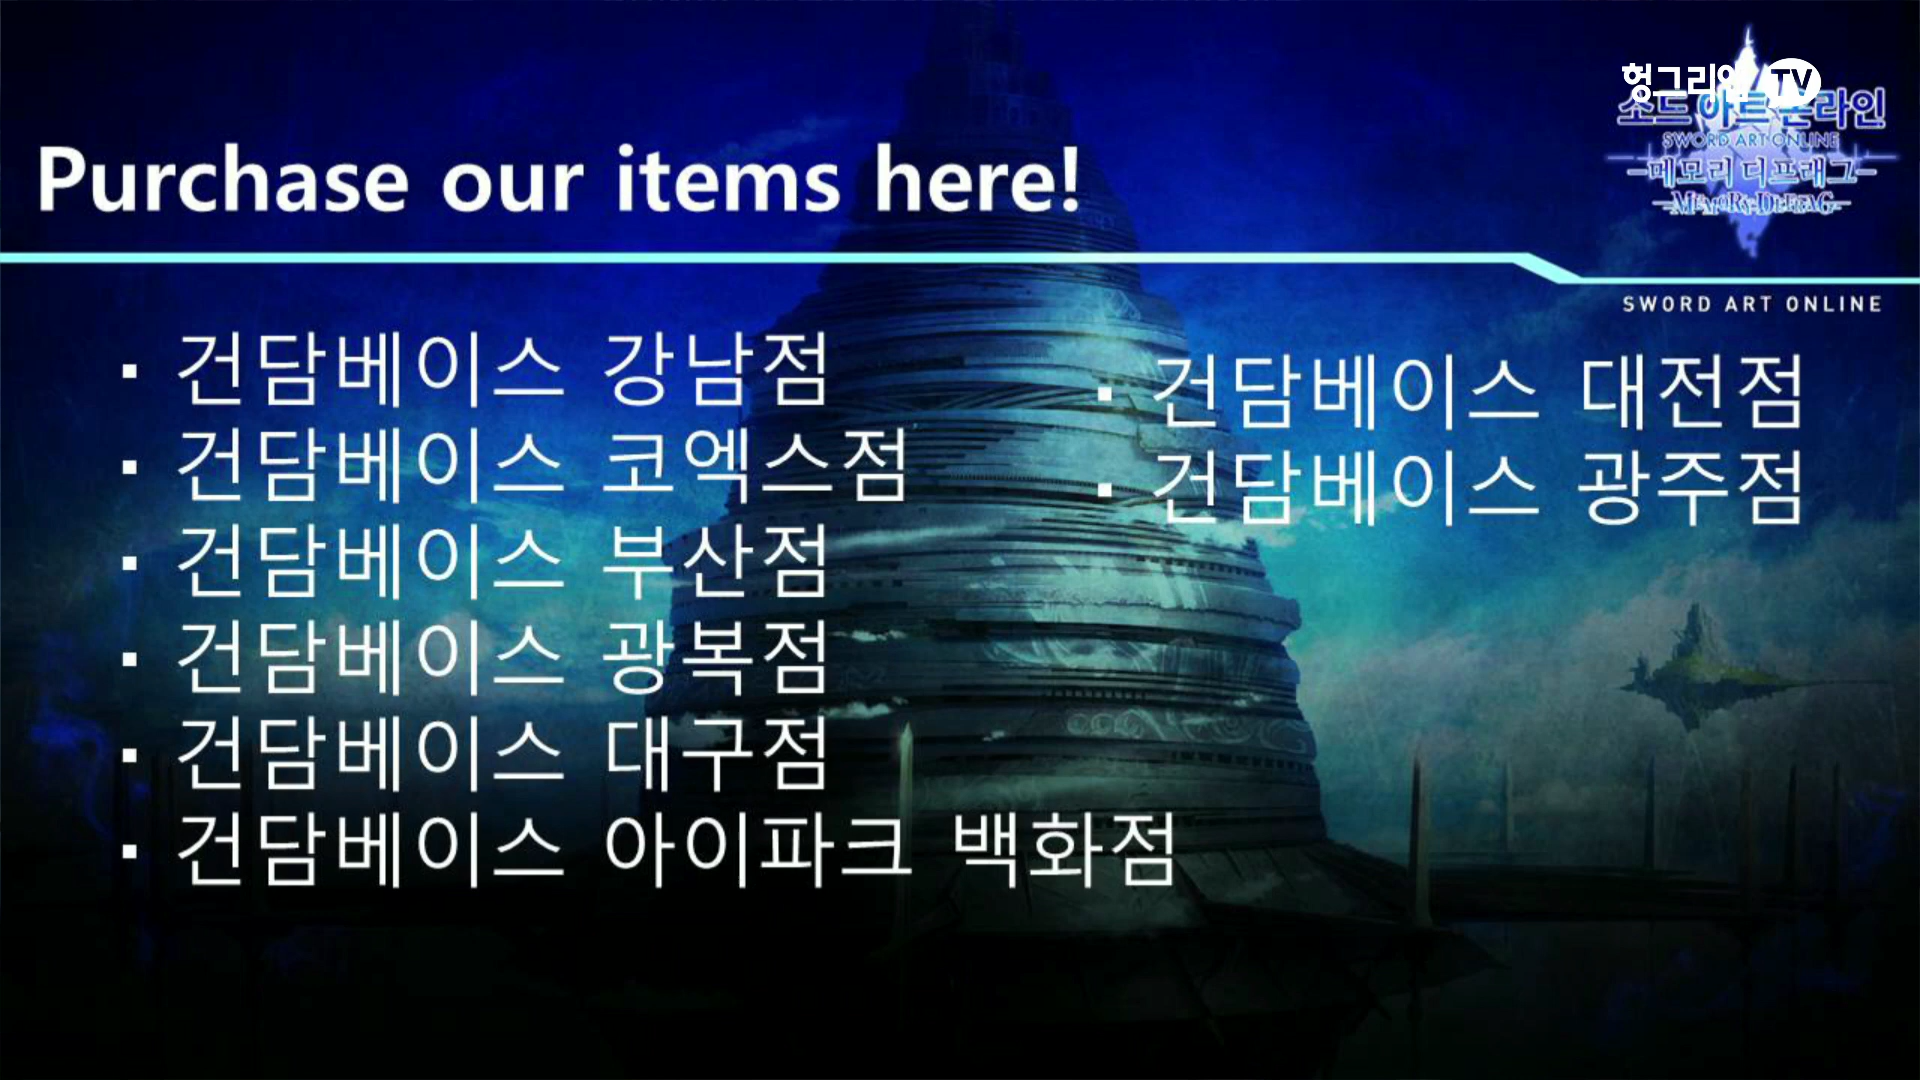 헝그리앱 TV
소드 아트 온라인
SWORD ART ONLINE
메모리 디프래그
MEMORY DEFRAG
Purchase our items here!
SWORD ART ONLINE
▪ 건담베이스 강남점
▪ 건담베이스 코엑스점
▪ 건담베이스 부산점
▪ 건담베이스 광복점
▪ 건담베이스 대구점
▪ 건담베이스 아이파크 백화점
▪ 건담베이스 대전점
▪ 건담베이스 광주점